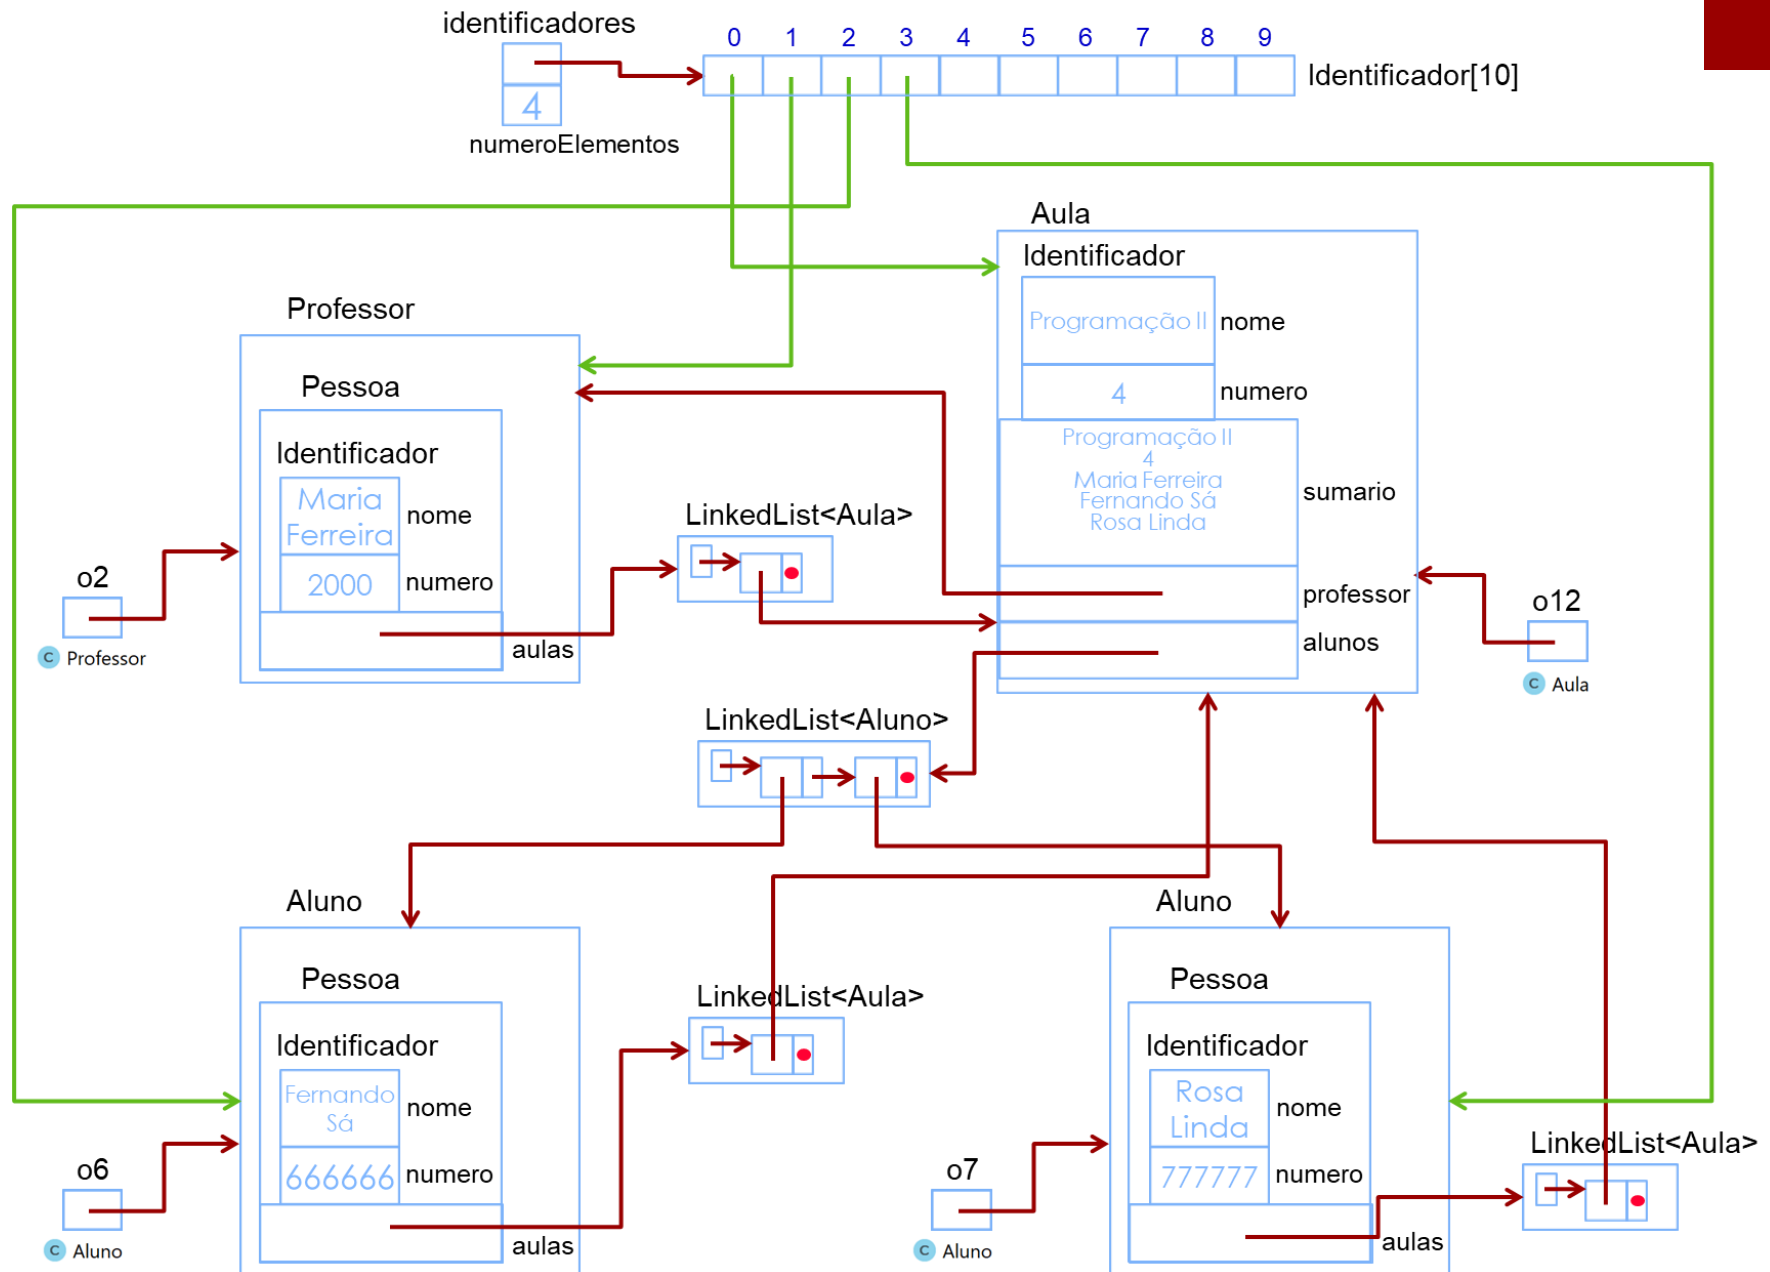 identificadores
0 1 2 3 4 5 6 7 8 9
Identificador[10]
4
numeroElementos
Aula
Identificador
Programação II nome
4 numero
Programação II
4
Maria Ferreira
Fernando Sá
Rosa Linda
sumario
professor
alunos
o12
C Aula
Professor
Pessoa
Identificador
Maria
Ferreira
nome
2000 numero
aulas
o2
C Professor
LinkedList<Aula>
LinkedList<Aluno>
Aluno
Pessoa
Identificador
Fernando
Sá
nome
666666 numero
aulas
o6
C Aluno
LinkedList<Aula>
Aluno
Pessoa
Identificador
Rosa
Linda
nome
777777 numero
aulas
o7
C Aluno
LinkedList<Aula>